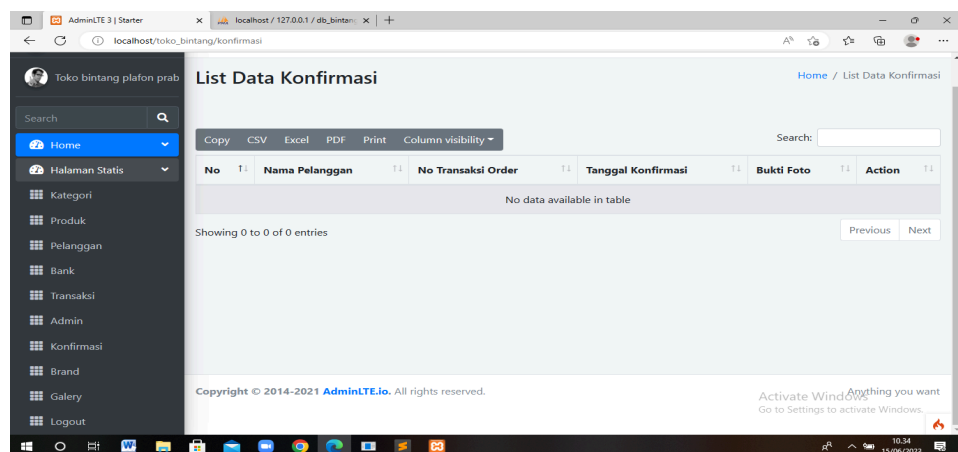 AdminLTE 3 | Starter
localhost / 127.0.0.1 / db_bintang
localhost/toko_bintang/konfirmasi
Toko bintang plafon prab
List Data Konfirmasi
Home / List Data Konfirmasi
Search
Home
Halaman Statis
Kategori
Produk
Pelanggan
Bank
Transaksi
Admin
Konfirmasi
Brand
Galery
Logout
Copy CSV Excel PDF Print Column visibility
Search:
No Nama Pelanggan No Transaksi Order Tanggal Konfirmasi Bukti Foto Action
No data available in table
Showing 0 to 0 of 0 entries
Previous Next
Copyright © 2014-2021 AdminLTE.io. All rights reserved.
Anything you want
Activate Windows
Go to Settings to activate Windows.
10.34
15/06/2022